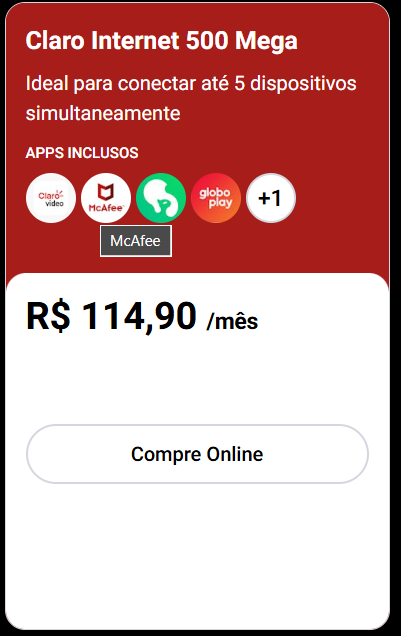 Claro Internet 500 Mega
Ideal para conectar até 5 dispositivos
simultaneamente
APPS INCLUSOS
Claro video
McAfee
globo play
+1
McAfee
R$ 114,90 /mês
Compre Online